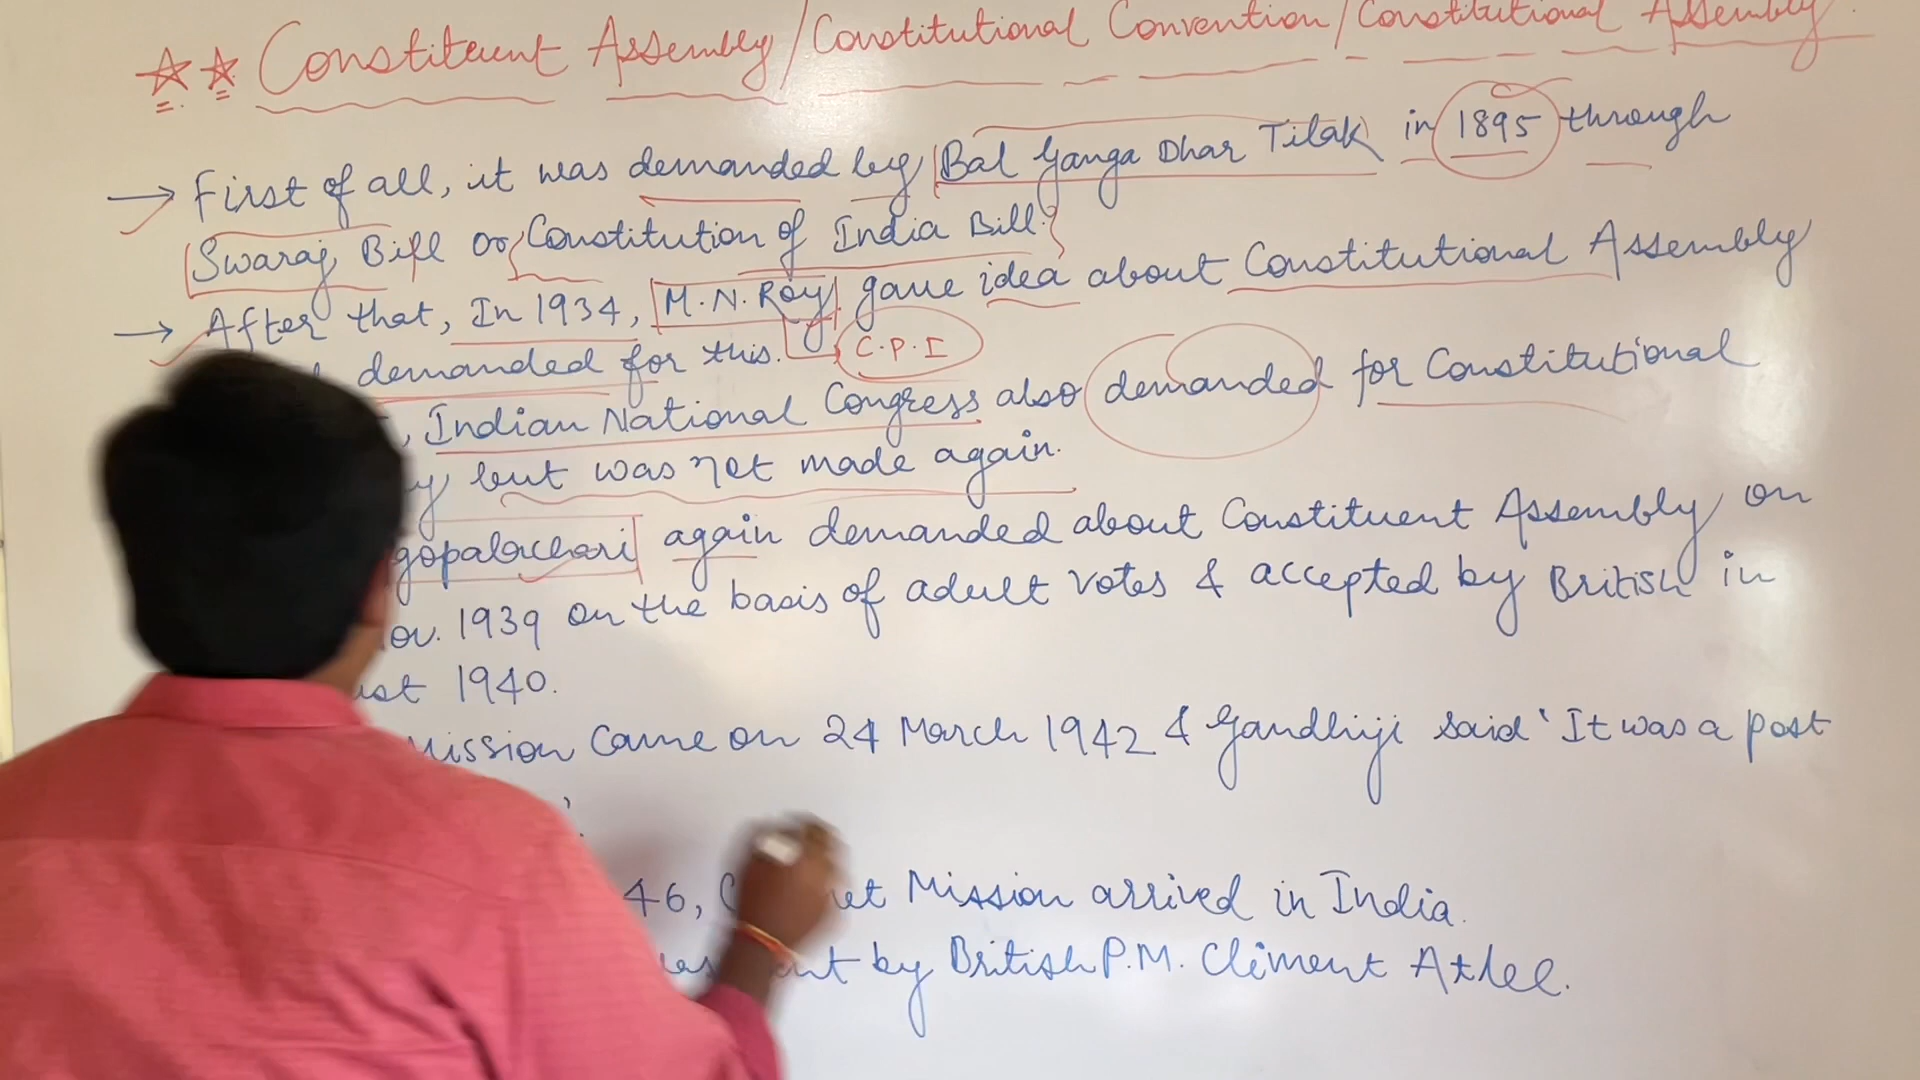 Constituent Assembly/Constitutional Convention/Constitutional Assembly.
→ First of all, it was demanded by Bal Ganga Dhar Tilak in 1895 through
Swaraj Bill or Constitution of India Bill.
→ After that, In 1934, M.N. Roy gave idea about Constitutional Assembly
demanded for this. C.P.I
, Indian National Congress also demanded for Constitutional
y but was not made again.
gopalachari again demanded about Constituent Assembly on
ov. 1939 on the basis of adult votes & accepted by British in
ust 1940.
Mission Came on 24 March 1942 & Gandhiji said 'It was a post
'.
46, C et Mission arrived in India.
by British P.M. Climent Atlee.